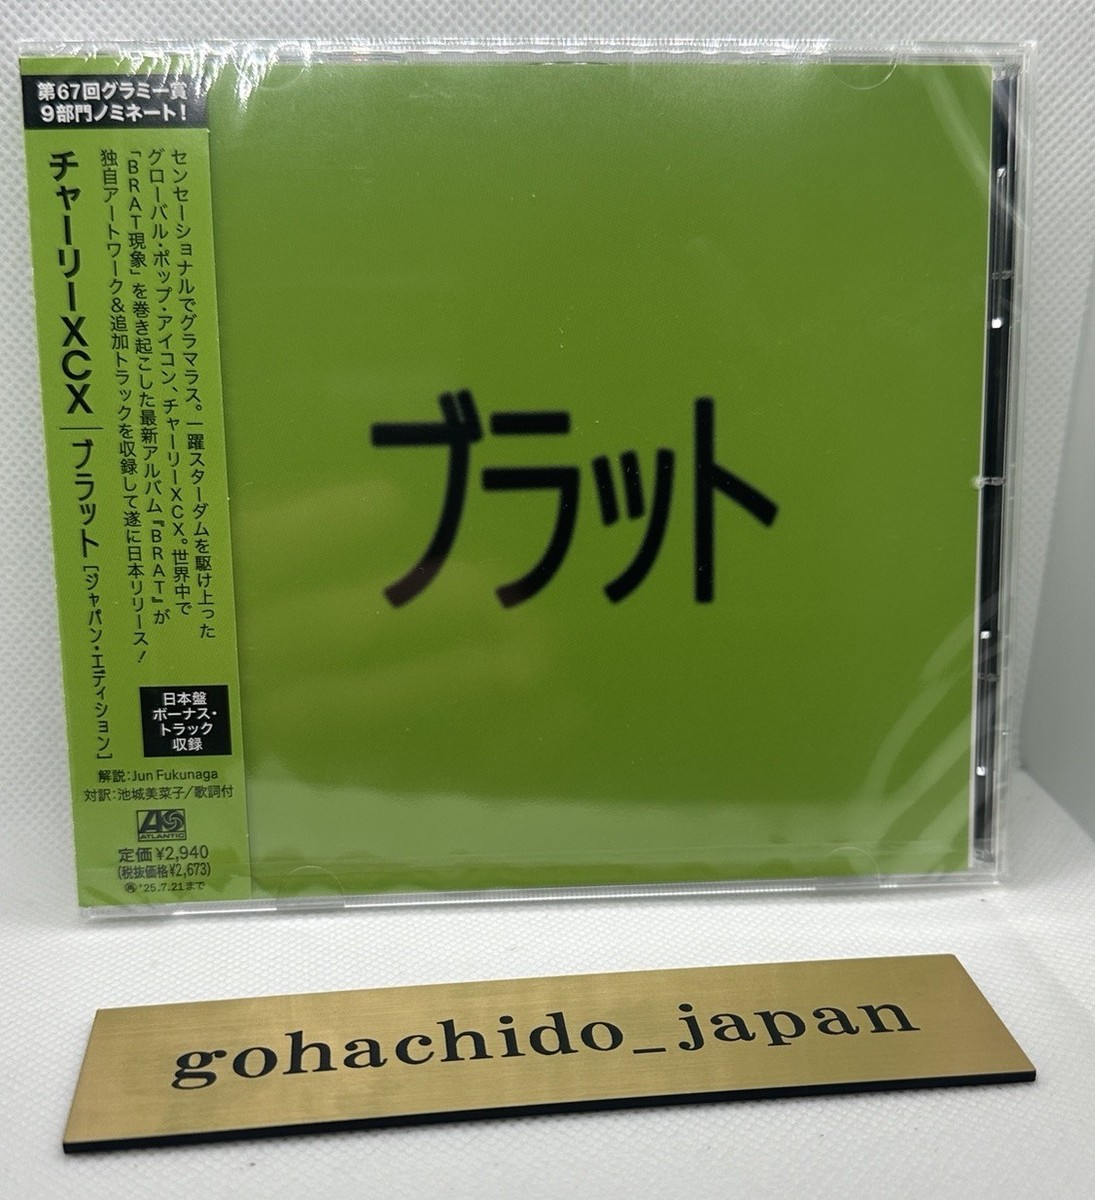 第67回グラミー賞
9部門ノミネート!
チャーリーXCX｜ブラット[ジャパン・エディション]
センセーショナルでグラマラス。一躍スターダムを駆け上った
グローバル・ポップ・アイコン、チャーリーXCX。世界中で
「BRAT現象」を巻き起こした最新アルバム『BRAT』が
独自アートワーク&追加トラックを収録して遂に日本リリース!
日本盤
ボーナス・
トラック
収録
解説:Jun Fukunaga
対訳:池城美菜子/歌詞付
ATLANTIC
定価¥2,940
(税抜価格¥2,673)
㊢'25.7.21まで
ブラット
gohachido_japan